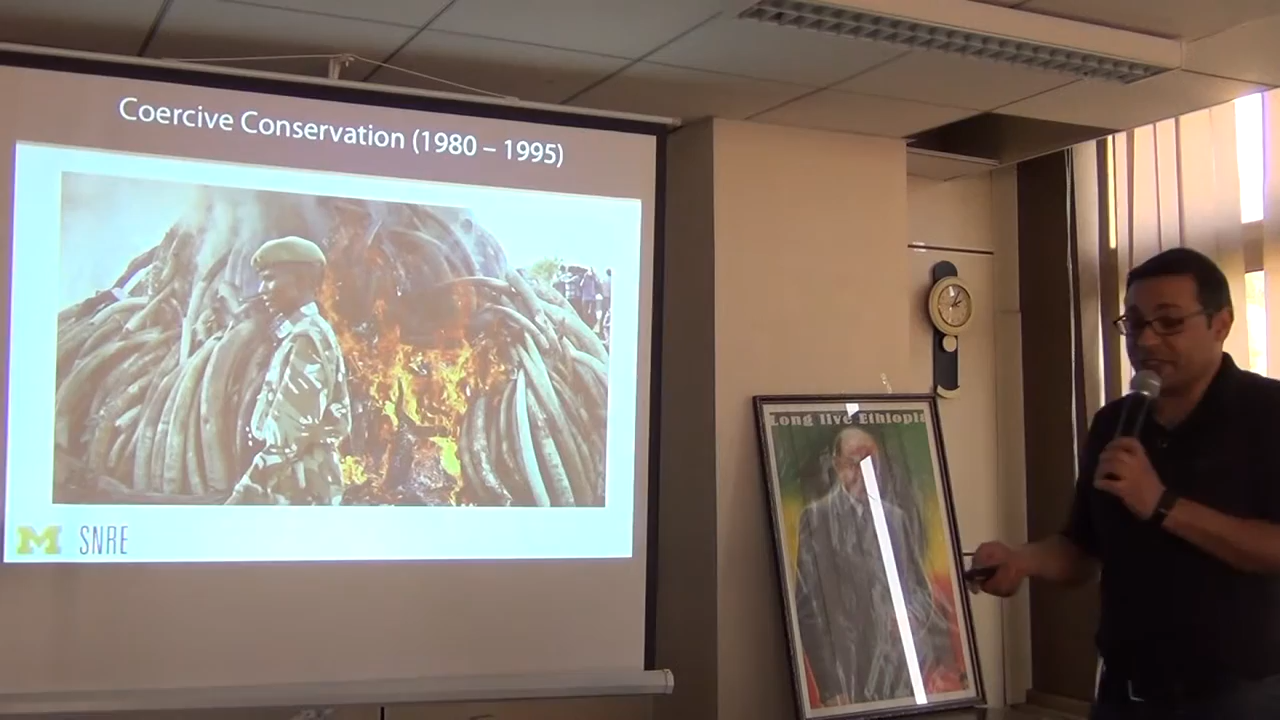 Coercive Conservation (1980 – 1995)
M SNRE
Long live Ethiopia